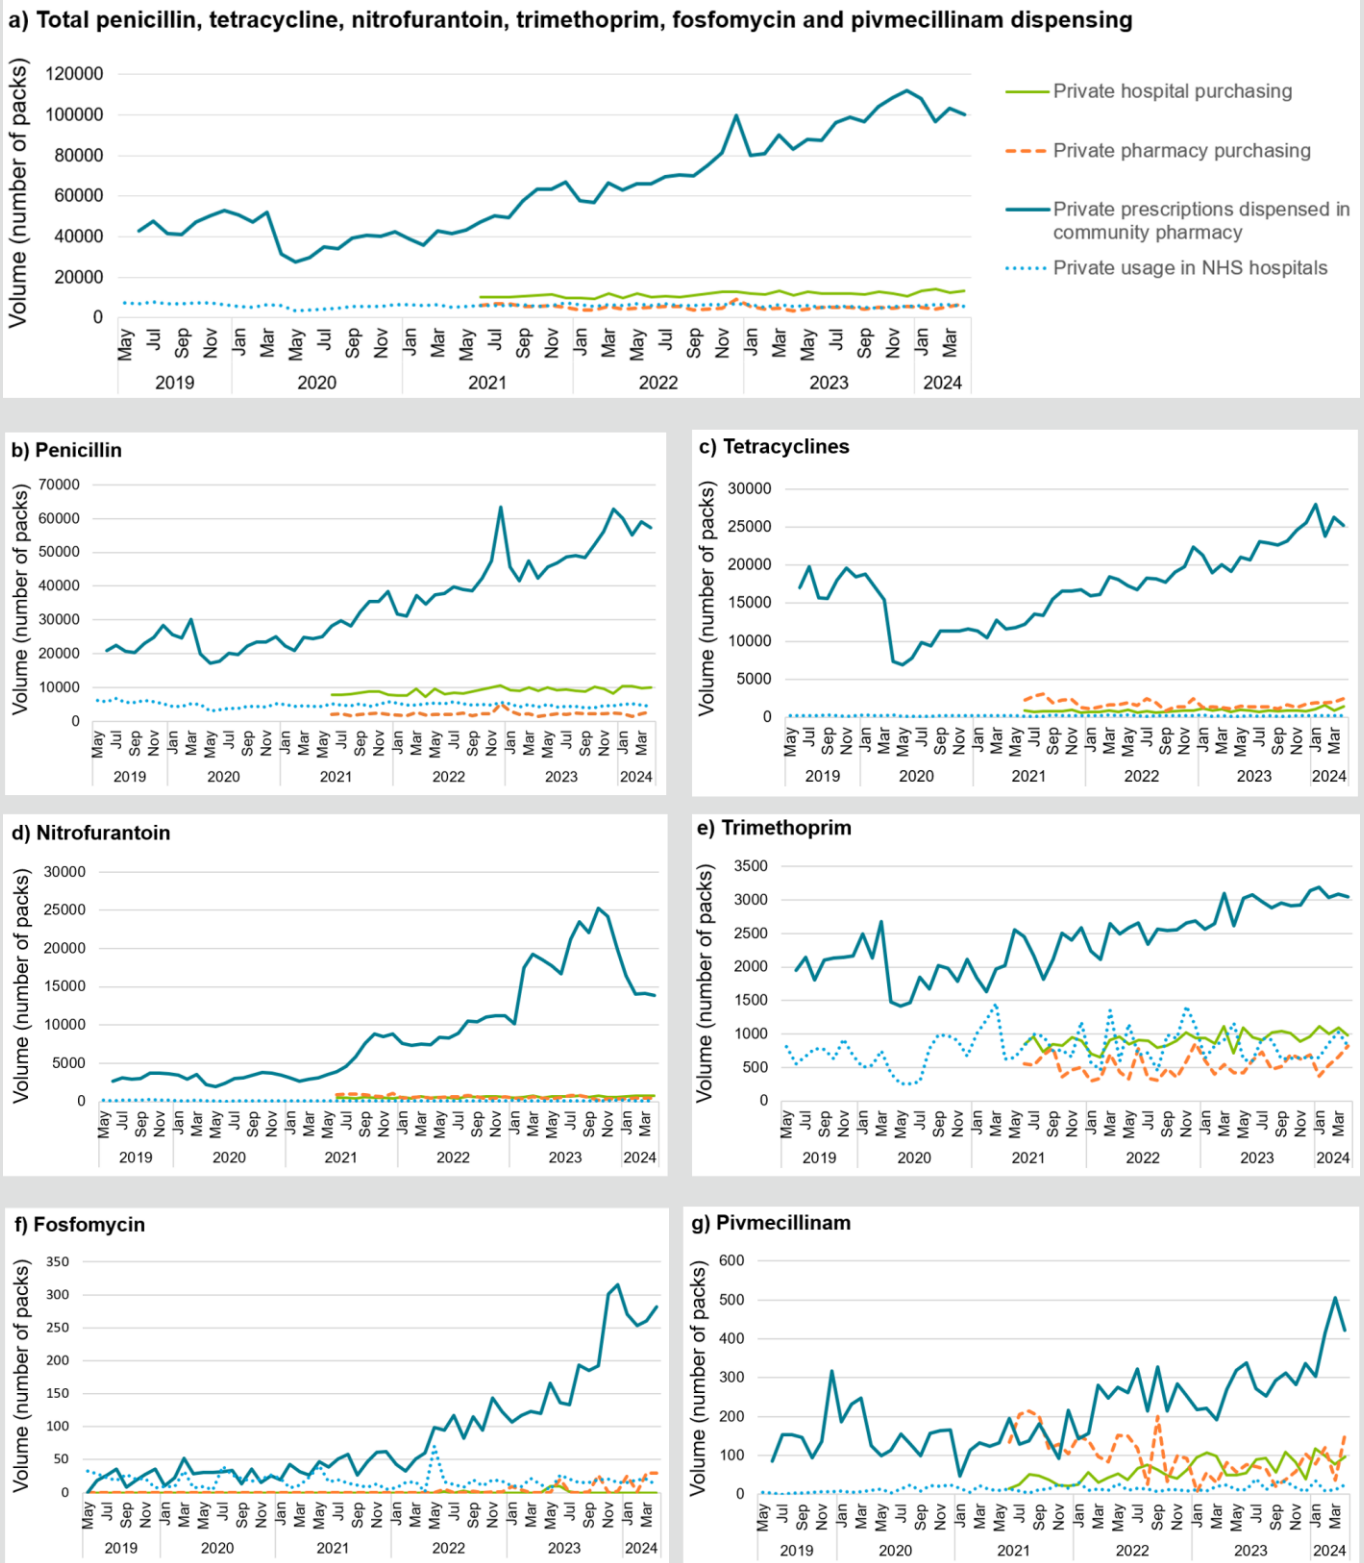 a) Total penicillin, tetracycline, nitrofurantoin, trimethoprim, fosfomycin and pivmecillinam dispensing
Volume (number of packs)
120000
100000
80000
60000
40000
20000
0
May Jul Sep Nov Jan Mar May Jul Sep Nov Jan Mar May Jul Sep Nov Jan Mar May Jul Sep Nov Jan Mar May Jul Sep Nov Jan Mar
2019 2020 2021 2022 2023 2024
Private hospital purchasing
Private pharmacy purchasing
Private prescriptions dispensed in
community pharmacy
Private usage in NHS hospitals
b) Penicillin
Volume (number of packs)
70000
60000
50000
40000
30000
20000
10000
0
May Jul Sep Nov Jan Mar May Jul Sep Nov Jan Mar May Jul Sep Nov Jan Mar May Jul Sep Nov Jan Mar May Jul Sep Nov Jan Mar
2019 2020 2021 2022 2023 2024
c) Tetracyclines
Volume (number of packs)
30000
25000
20000
15000
10000
5000
0
May Jul Sep Nov Jan Mar May Jul Sep Nov Jan Mar May Jul Sep Nov Jan Mar May Jul Sep Nov Jan Mar May Jul Sep Nov Jan Mar
2019 2020 2021 2022 2023 2024
d) Nitrofurantoin
Volume (number of packs)
30000
25000
20000
15000
10000
5000
0
May Jul Sep Nov Jan Mar May Jul Sep Nov Jan Mar May Jul Sep Nov Jan Mar May Jul Sep Nov Jan Mar May Jul Sep Nov Jan Mar
2019 2020 2021 2022 2023 2024
e) Trimethoprim
Volume (number of packs)
3500
3000
2500
2000
1500
1000
500
0
May Jul Sep Nov Jan Mar May Jul Sep Nov Jan Mar May Jul Sep Nov Jan Mar May Jul Sep Nov Jan Mar May Jul Sep Nov Jan Mar
2019 2020 2021 2022 2023 2024
f) Fosfomycin
Volume (number of packs)
350
300
250
200
150
100
50
0
May Jul Sep Nov Jan Mar May Jul Sep Nov Jan Mar May Jul Sep Nov Jan Mar May Jul Sep Nov Jan Mar May Jul Sep Nov Jan Mar
2019 2020 2021 2022 2023 2024
g) Pivmecillinam
Volume (number of packs)
600
500
400
300
200
100
0
May Jul Sep Nov Jan Mar May Jul Sep Nov Jan Mar May Jul Sep Nov Jan Mar May Jul Sep Nov Jan Mar May Jul Sep Nov Jan Mar
2019 2020 2021 2022 2023 2024